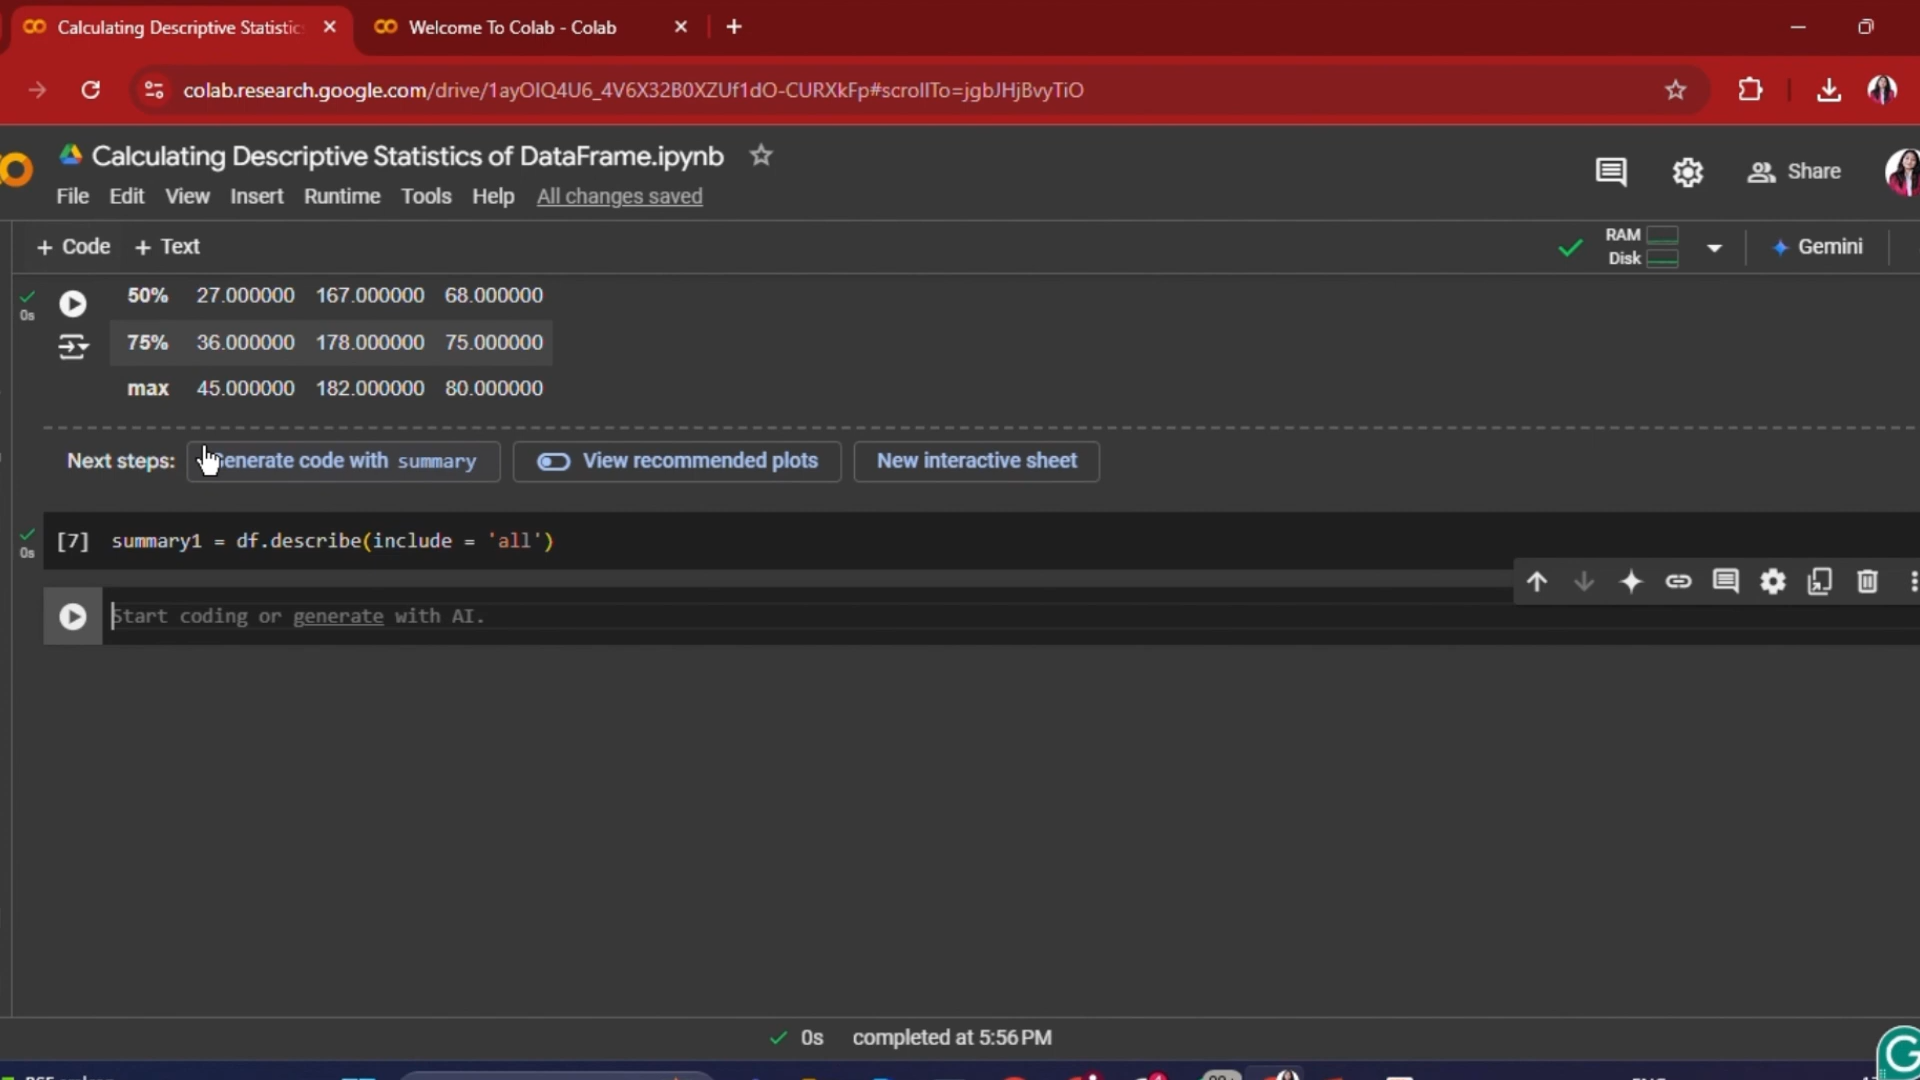 Calculating Descriptive Statistic
Welcome To Colab - Colab
colab.research.google.com/drive/1ayOIQ4U6_4V6X32B0XZUf1dO-CURXkFp#scrollTo=jgbJHjBvyTiO
Calculating Descriptive Statistics of DataFrame.ipynb
File Edit View Insert Runtime Tools Help All changes saved
Share
+ Code + Text
RAM
Disk
Gemini
0s
50% 27.000000 167.000000 68.000000
75% 36.000000 178.000000 75.000000
max 45.000000 182.000000 80.000000
Next steps: Generate code with summary View recommended plots New interactive sheet
0s
[7] summary1 = df.describe(include = 'all')
Start coding or generate with AI.
0s completed at 5:56 PM